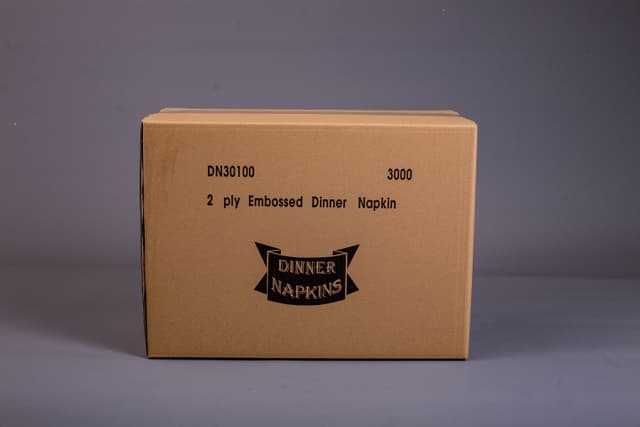 DN30100 3000
2 ply Embossed Dinner Napkin
DINNER
NAPKINS